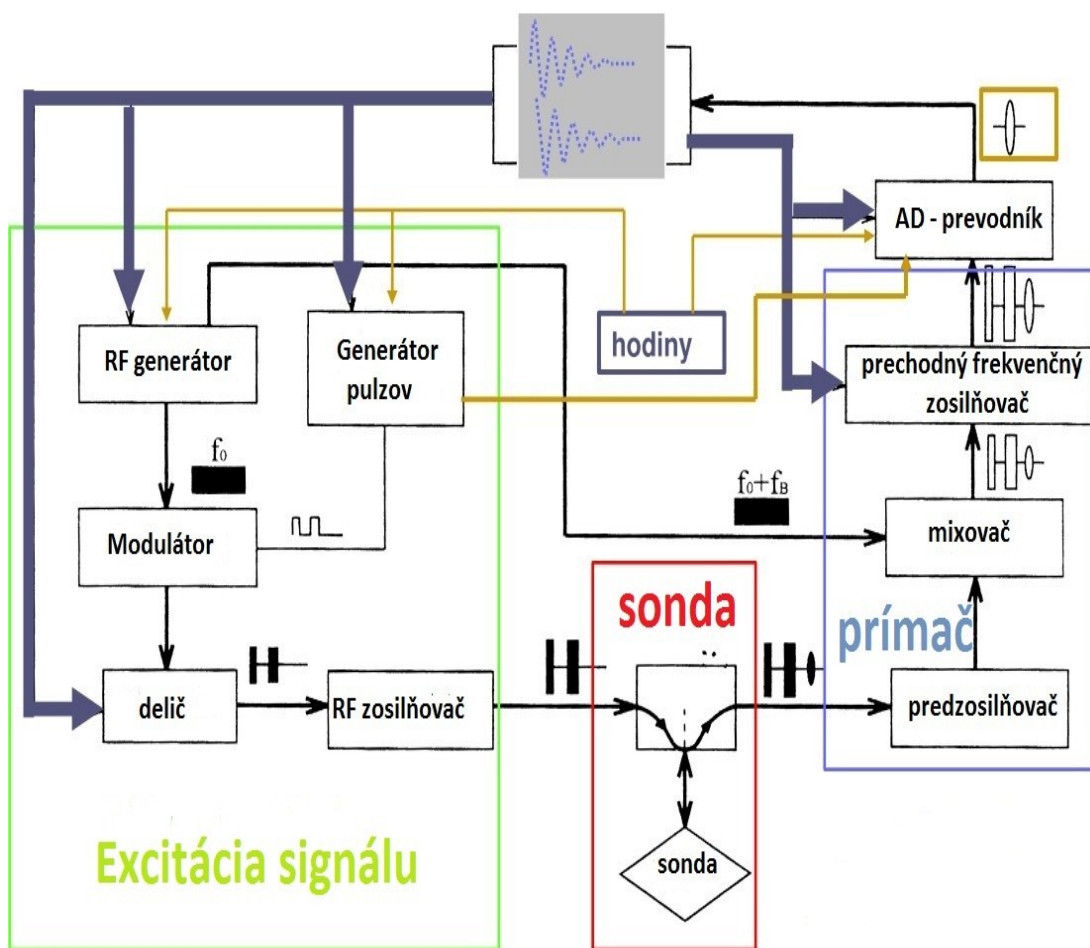 AD - prevodník
hodiny
RF generátor
Generátor
pulzov
prechodný frekvenčný
zosilňovač
f₀
f₀+f_B
Modulátor
mixovač
sonda
prímač
delič
RF zosilňovač
predzosilňovač
Excitácia signálu
sonda